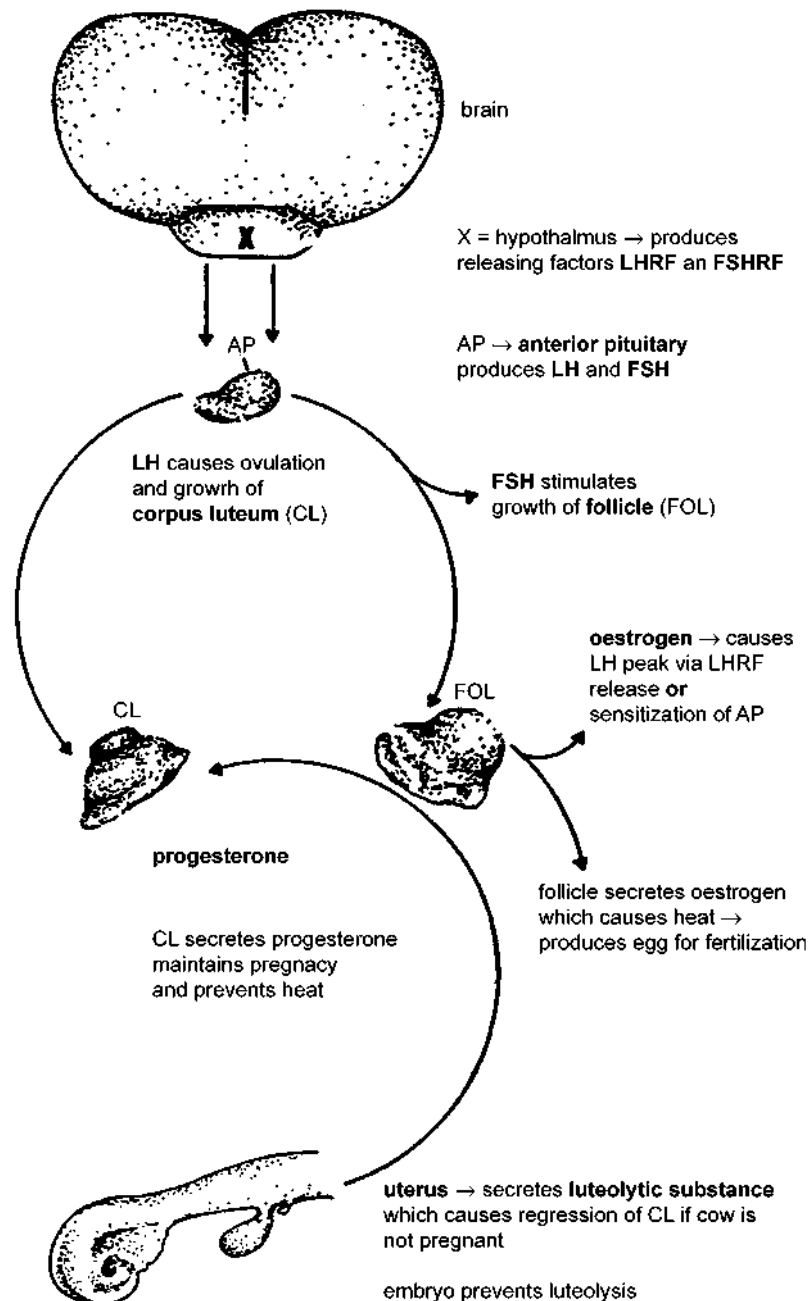 brain
X
X = hypothalmus → produces
releasing factors LHRF an FSHRF
AP
AP → anterior pituitary
produces LH and FSH
LH causes ovulation
and growrh of
corpus luteum (CL)
FSH stimulates
growth of follicle (FOL)
oestrogen → causes
LH peak via LHRF
release or
sensitization of AP
CL
FOL
progesterone
follicle secretes oestrogen
which causes heat →
produces egg for fertilization
CL secretes progesterone
maintains pregnacy
and prevents heat
uterus → secretes luteolytic substance
which causes regression of CL if cow is
not pregnant
embryo prevents luteolysis